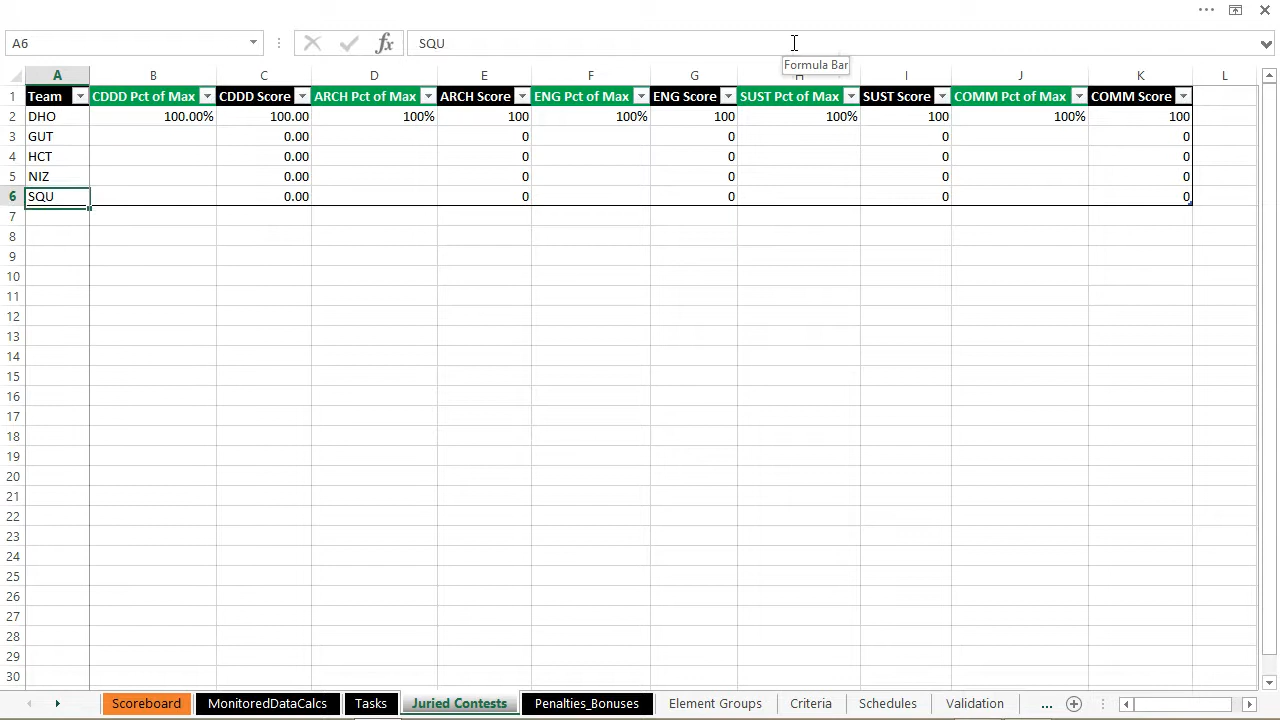 A6 fx SQU
Formula Bar
A B C D E F G H I J K L
1 Team CDDD Pct of Max CDDD Score ARCH Pct of Max ARCH Score ENG Pct of Max ENG Score SUST Pct of Max SUST Score COMM Pct of Max COMM Score
2 DHO 100.00% 100.00 100% 100 100% 100 100% 100 100% 100
3 GUT 0.00 0 0 0 0
4 HCT 0.00 0 0 0 0
5 NIZ 0.00 0 0 0 0
6 SQU 0.00 0 0 0 0
7
8
9
10
11
12
13
14
15
16
17
18
19
20
21
22
23
24
25
26
27
28
29
30
Scoreboard MonitoredDataCalcs Tasks Juried Contests Penalties_Bonuses Element Groups Criteria Schedules Validation ...